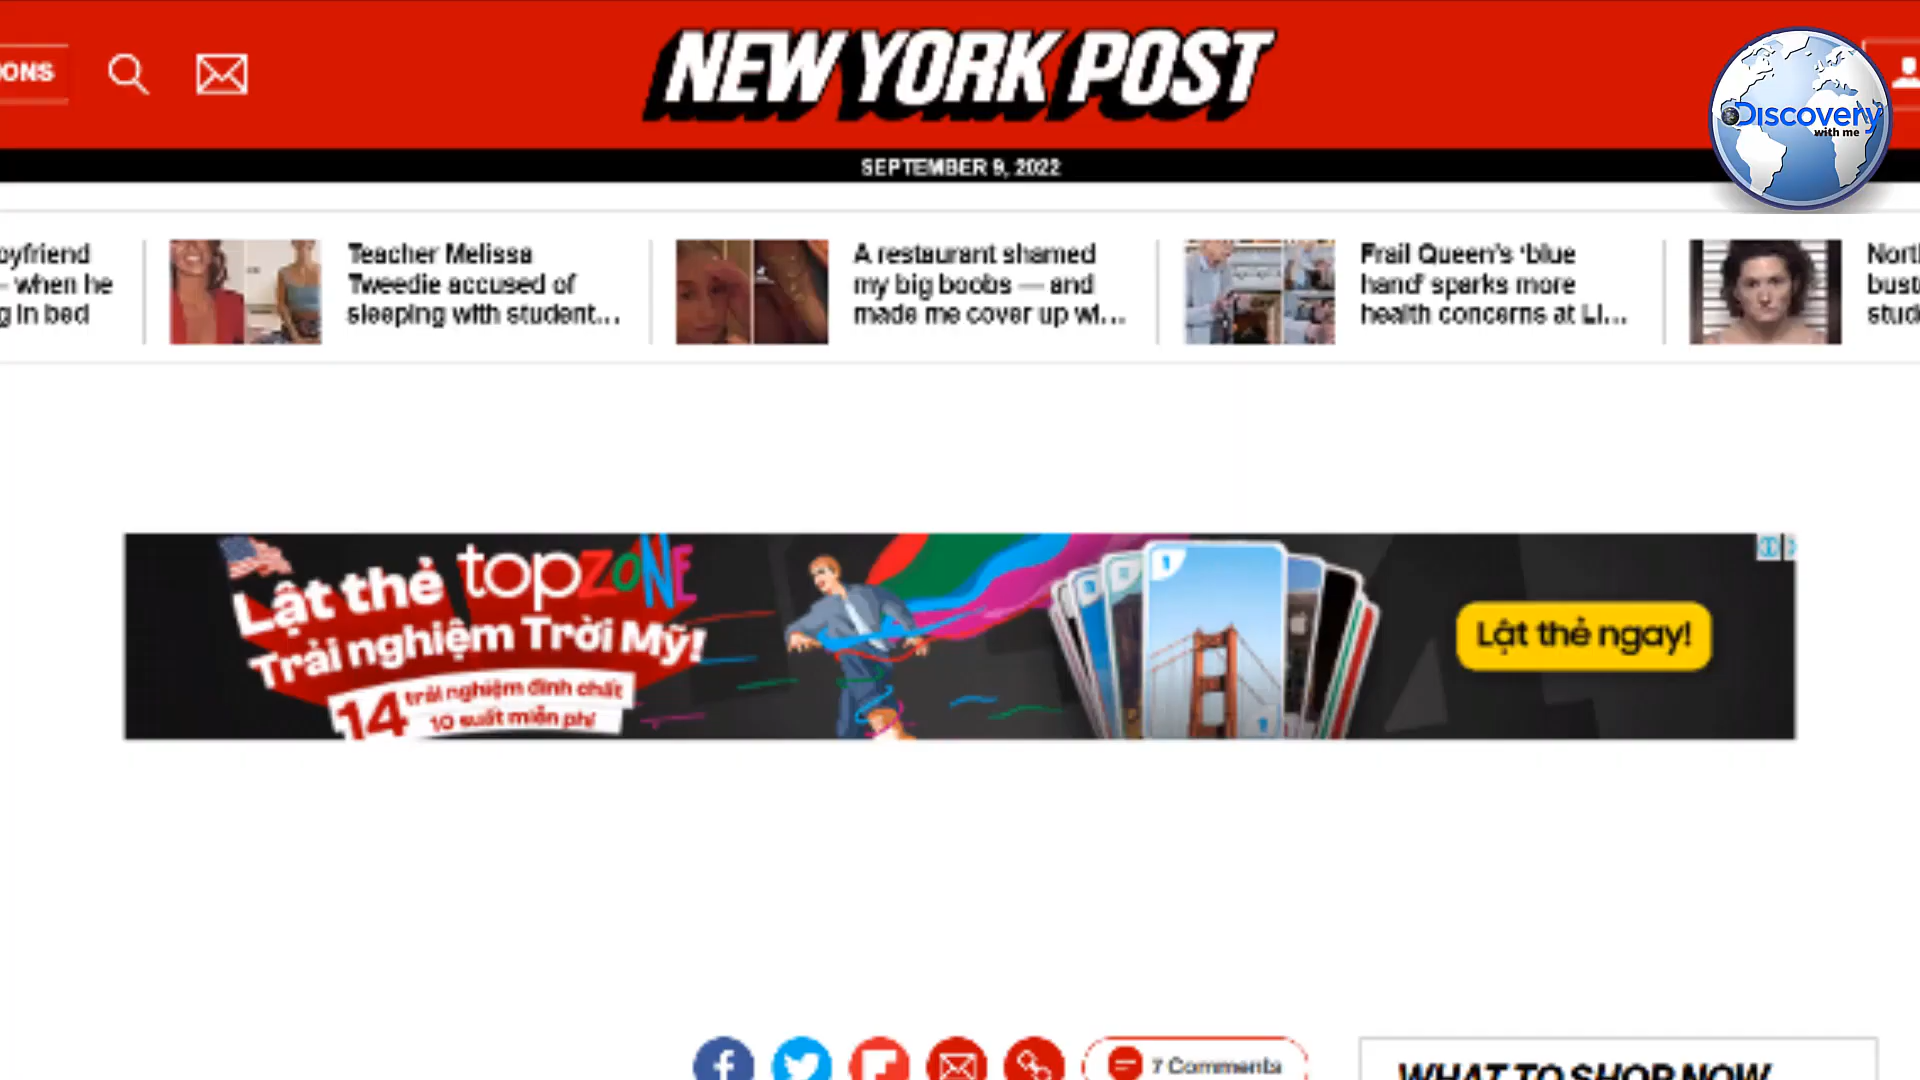 IONS
NEW YORK POST
Discovery
with me
SEPTEMBER 9, 2022
oyfriend
– when he
g in bed
Teacher Melissa
Tweedie accused of
sleeping with student...
A restaurant shamed
my big boobs — and
made me cover up wi...
Frail Queen's 'blue
hand' sparks more
health concerns at Li...
Nort
bust
stud
Lật thẻ topzone
Trải nghiệm Trời Mỹ!
14 trải nghiệm đỉnh chất
10 suất miễn phí
1
Lật thẻ ngay!
7 Comments
WHAT TO SHOP NOW